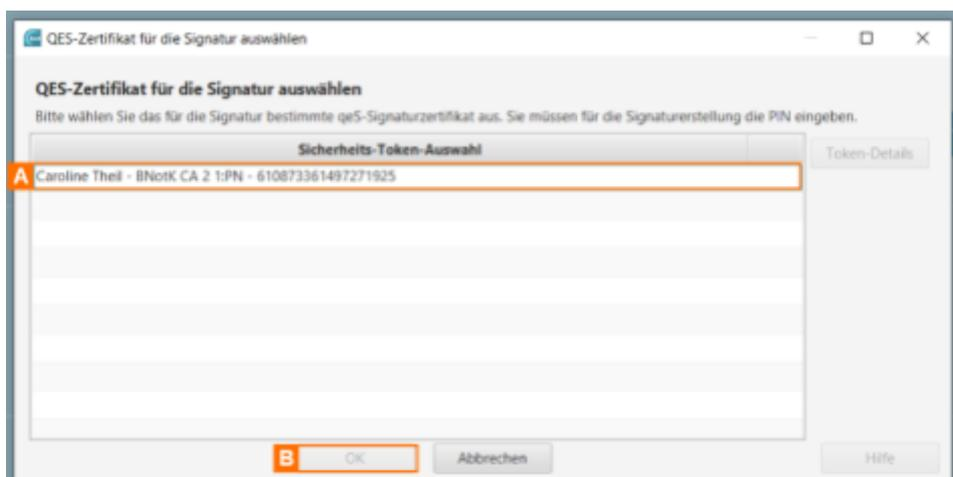 QES-Zertifikat für die Signatur auswählen
QES-Zertifikat für die Signatur auswählen
Bitte wählen Sie das für die Signatur bestimmte qeS-Signaturzertifikat aus. Sie müssen für die Signaturerstellung die PIN eingeben.
Sicherheits-Token-Auswahl
Token-Details
A Caroline Theil - BNotK CA 2 1:PN - 610873361497271925
B OK Abbrechen Hilfe